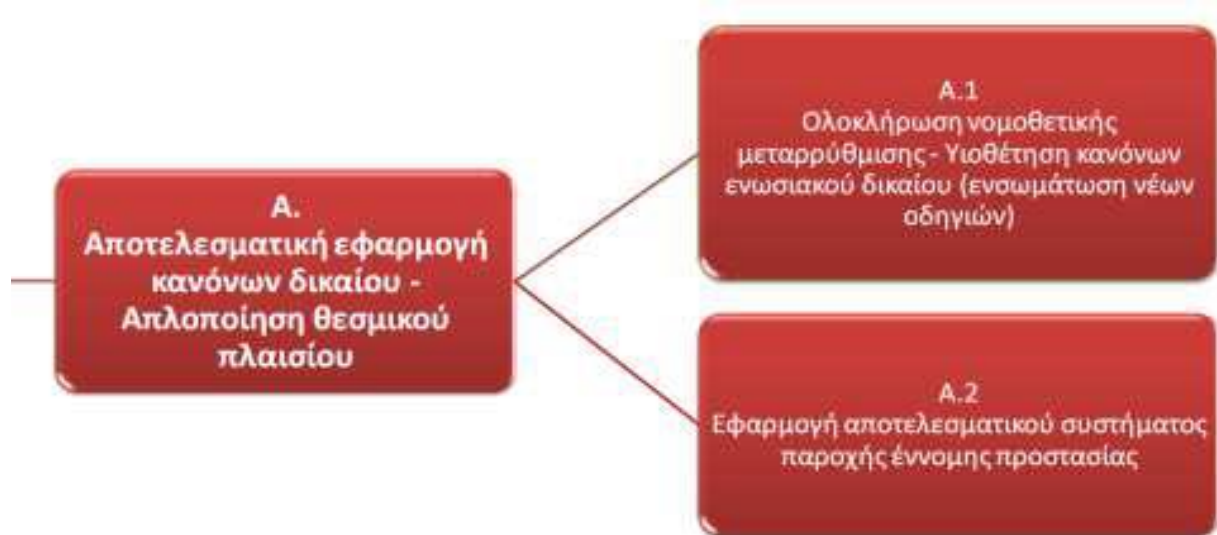 Α.
Αποτελεσματική εφαρμογή
κανόνων δικαίου -
Απλοποίηση θεσμικού
πλαισίου
Α.1
Ολοκλήρωση νομοθετικής
μεταρρύθμισης - Υιοθέτηση κανόνων
ενωσιακού δικαίου (ενσωμάτωση νέων
οδηγιών)
Α.2
Εφαρμογή αποτελεσματικού συστήματος
παροχής έννομης προστασίας